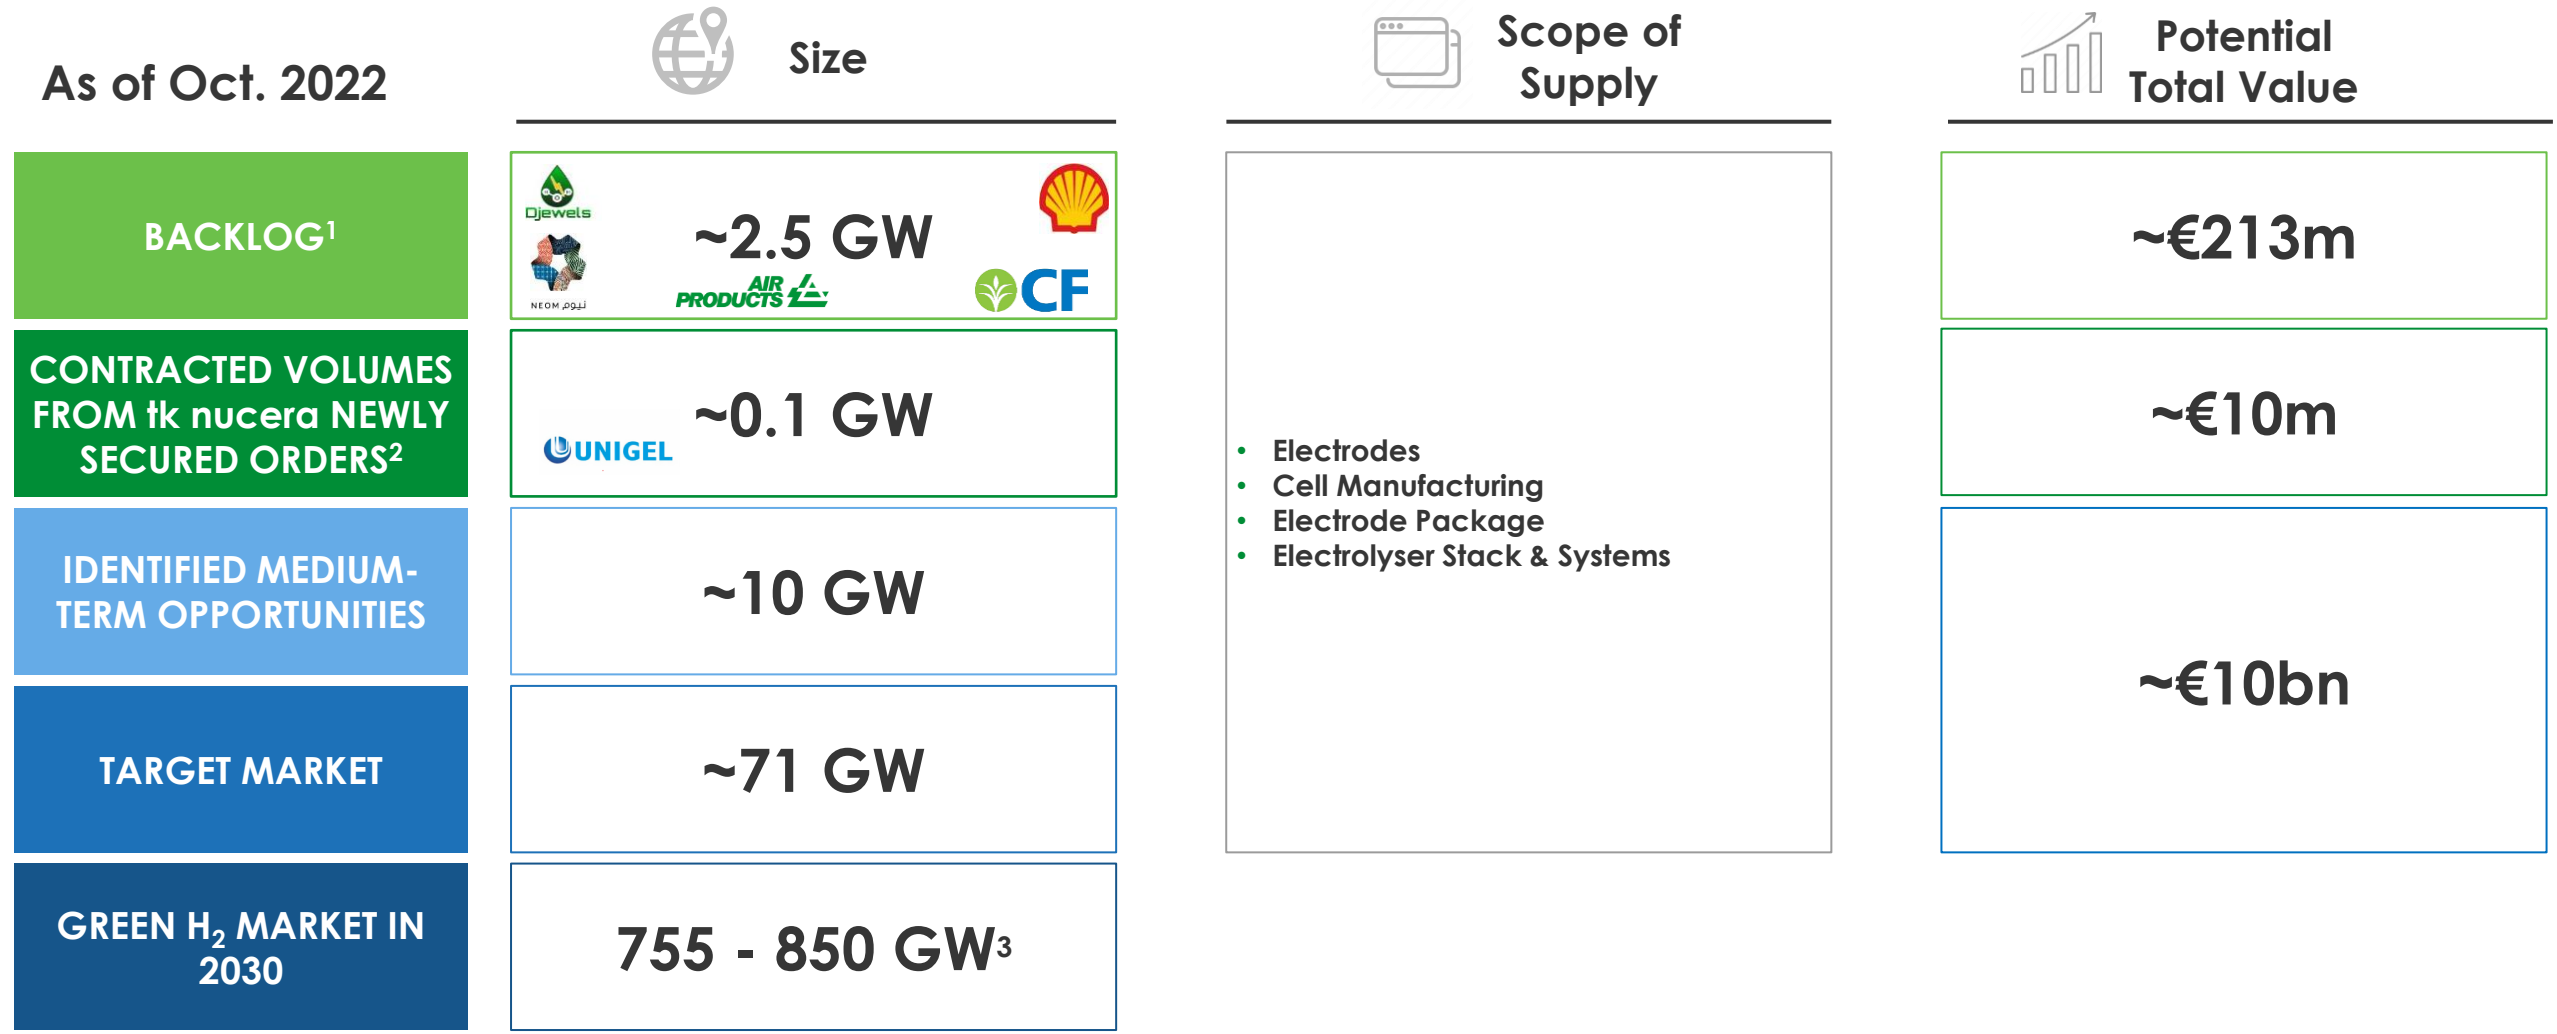 As of Oct. 2022
Size
Scope of
Supply
Potential
Total Value
BACKLOG¹
Djewels
~2.5 GW
NEOM نيوم
AIR
PRODUCTS
CF
~€213m
CONTRACTED VOLUMES
FROM tk nucera NEWLY
SECURED ORDERS²
UNIGEL
~0.1 GW
~€10m
• Electrodes
• Cell Manufacturing
• Electrode Package
• Electrolyser Stack & Systems
IDENTIFIED MEDIUM-
TERM OPPORTUNITIES
~10 GW
TARGET MARKET
~71 GW
~€10bn
GREEN H₂ MARKET IN
2030
755 - 850 GW³